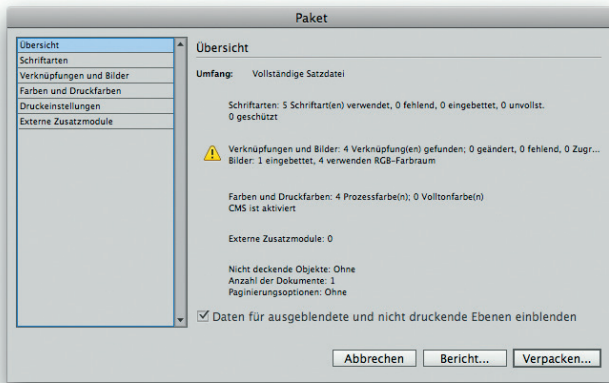 Paket
Übersicht
Schriftarten
Verknüpfungen und Bilder
Farben und Druckfarben
Druckeinstellungen
Externe Zusatzmodule
Übersicht
Umfang: Vollständige Satzdatei
Schriftarten: 5 Schriftart(en) verwendet, 0 fehlend, 0 eingebettet, 0 unvollst.
0 geschützt
Verknüpfungen und Bilder: 4 Verknüpfung(en) gefunden; 0 geändert, 0 fehlend, 0 Zugr...
Bilder: 1 eingebettet, 4 verwenden RGB-Farbraum
Farben und Druckfarben: 4 Prozessfarbe(n); 0 Volltonfarbe(n)
CMS ist aktiviert
Externe Zusatzmodule: 0
Nicht deckende Objekte: Ohne
Anzahl der Dokumente: 1
Paginierungsoptionen: Ohne
Daten für ausgeblendete und nicht druckende Ebenen einblenden
Abbrechen Bericht... Verpacken...